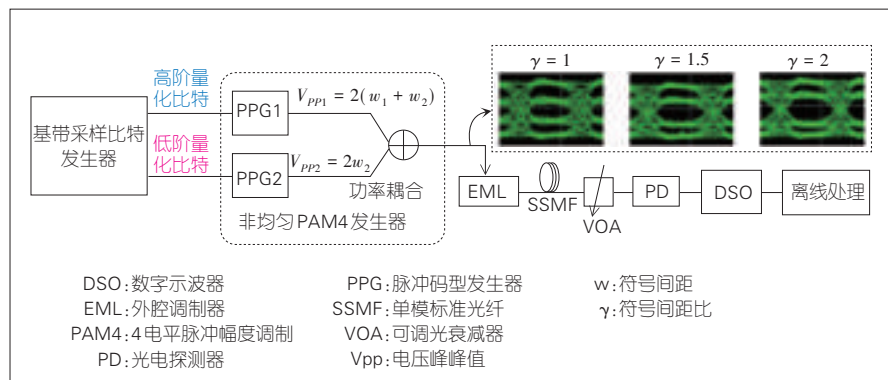 γ = 1
γ = 1.5
γ = 2
高阶量
化比特
V_{PP1} = 2(w_1 + w_2)
PPG1
基带采样比特
发生器
低阶量
化比特
V_{PP2} = 2w_2
PPG2
功率耦合
非均匀PAM4发生器
EML
SSMF
VOA
PD
DSO
离线处理
DSO:数字示波器
PPG:脉冲码型发生器
w:符号间距
EML:外腔调制器
SSMF:单模标准光纤
γ:符号间距比
PAM4:4电平脉冲幅度调制
VOA:可调光衰减器
PD:光电探测器
Vpp:电压峰峰值